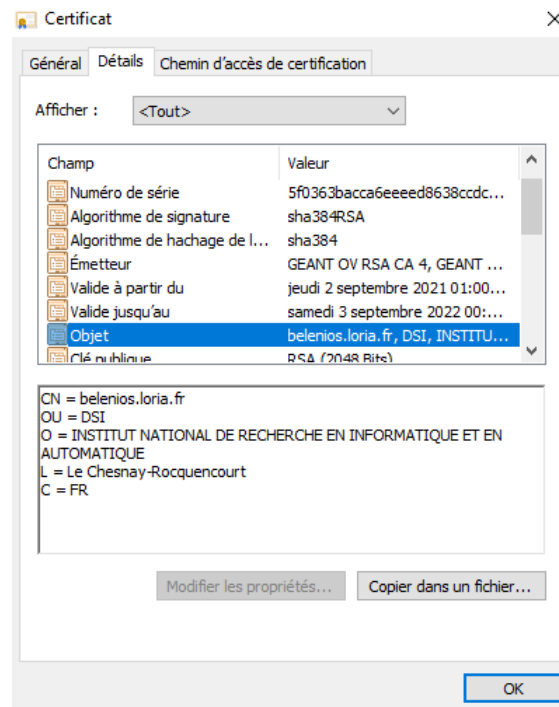 Certificat
Général Détails Chemin d'accès de certification
Afficher : <Tout>
Champ Valeur
Numéro de série 5f0363bacca6eeeed8638ccdc...
Algorithme de signature sha384RSA
Algorithme de hachage de l... sha384
Émetteur GEANT OV RSA CA 4, GEANT ...
Valide à partir du jeudi 2 septembre 2021 01:00...
Valide jusqu'au samedi 3 septembre 2022 00:...
Objet belenios.loria.fr, DSI, INSTITU...
Clé publique RSA (2048 Bits)
CN = belenios.loria.fr
OU = DSI
O = INSTITUT NATIONAL DE RECHERCHE EN INFORMATIQUE ET EN
AUTOMATIQUE
L = Le Chesnay-Rocquencourt
C = FR
Modifier les propriétés... Copier dans un fichier...
OK